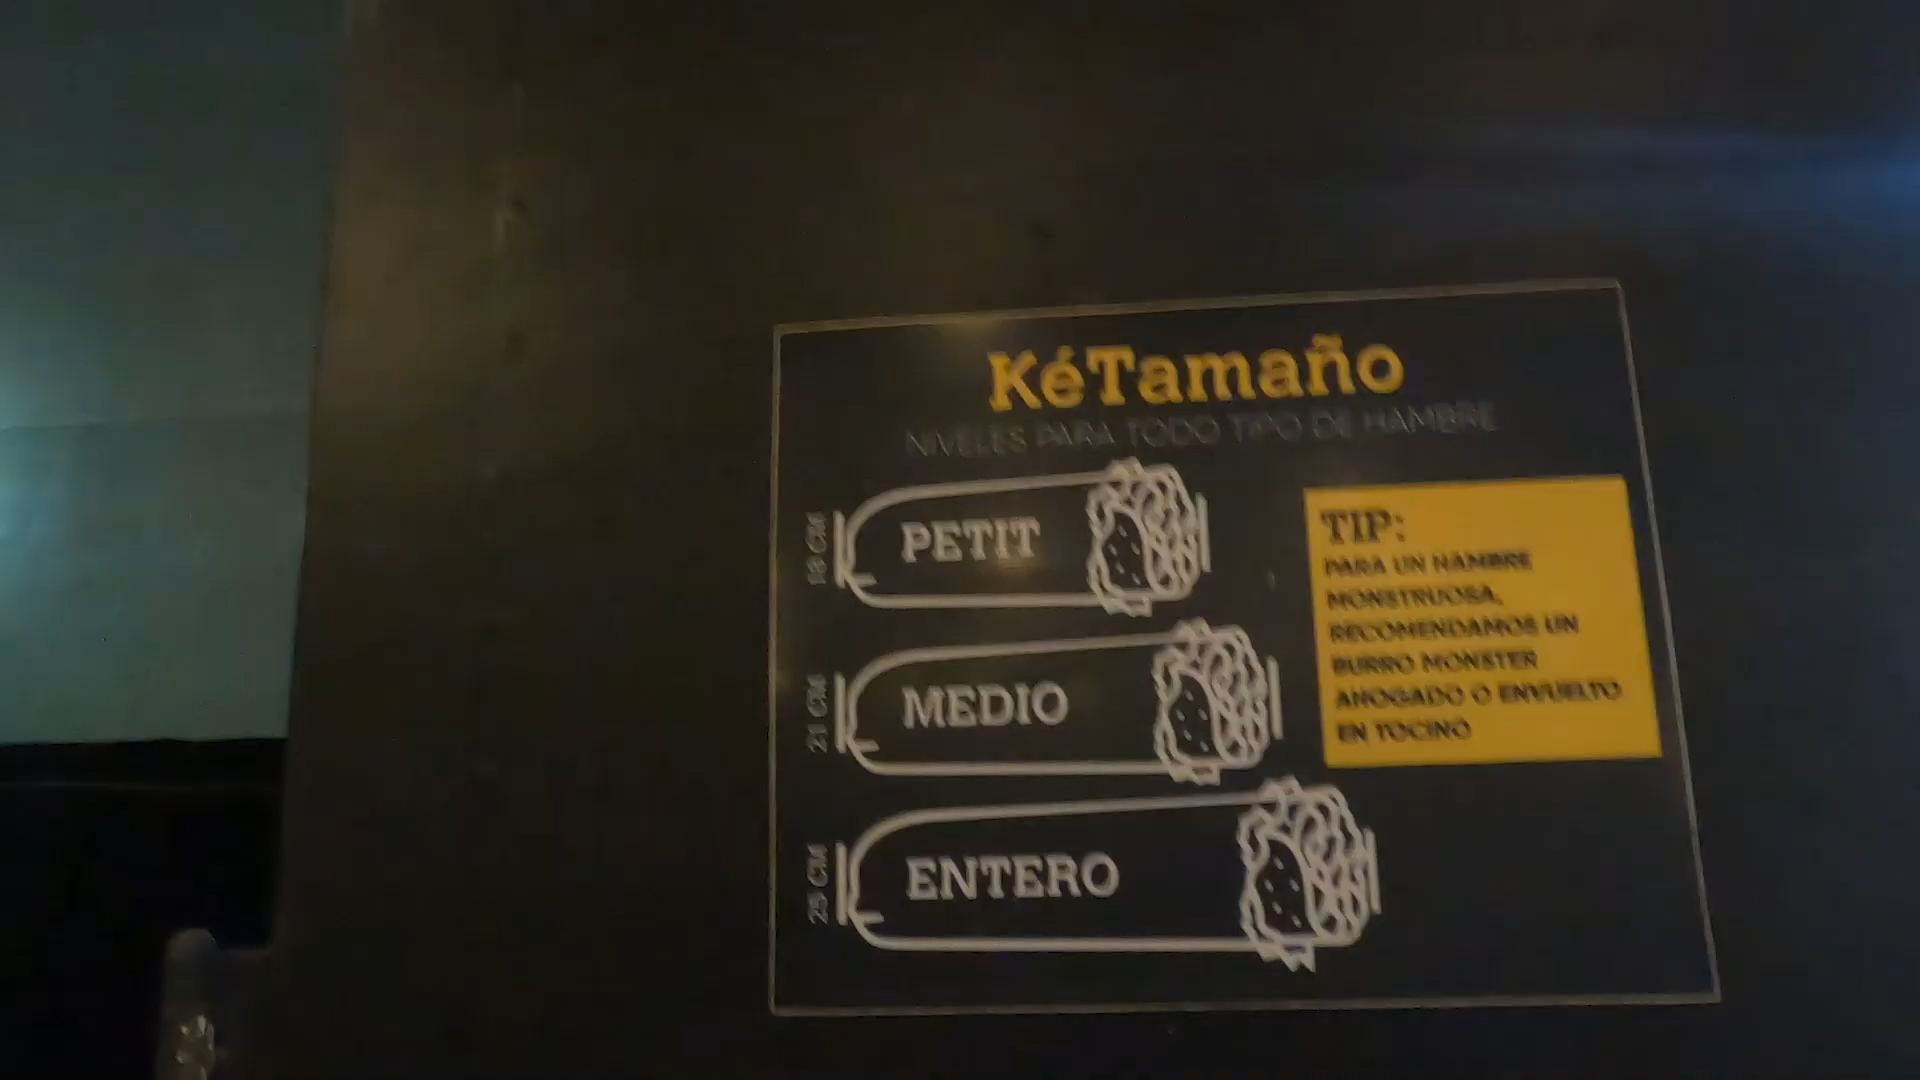 KéTamaño
NIVELES PARA TODO TIPO DE HAMBRE
18 CM
PETIT
21 CM
MEDIO
25 CM
ENTERO
TIP:
PARA UN HAMBRE
MONSTRUOSA,
RECOMENDAMOS UN
BURRO MONSTER
AHOGADO O ENVUELTO
EN TOCINO